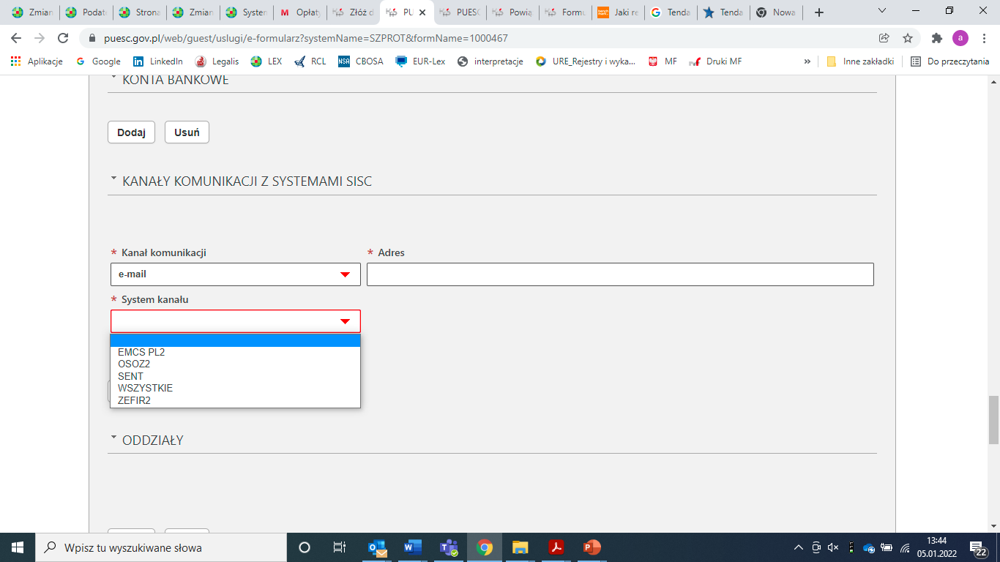 Zmian
Podat
Strona
Zmian
System
Opłaty
Złóż d
PU
PUESC
Powią
Formu
Jaki re
Tenda
Tenda
Nowa
puesc.gov.pl/web/guest/uslugi/e-formularz?systemName=SZPROT&formName=1000467
a
Aplikacje
Google
LinkedIn
Legalis
LEX
RCL
NSA CBOSA
EUR-Lex
interpretacje
URE_Rejestry i wyka...
MF
Druki MF
»
Inne zakładki
Do przeczytania
KONTA BANKOWE
Dodaj
Usuń
KANAŁY KOMUNIKACJI Z SYSTEMAMI SISC
* Kanał komunikacji
* Adres
e-mail
* System kanału
EMCS PL2
OSOZ2
SENT
WSZYSTKIE
ZEFIR2
ODDZIAŁY
Wpisz tu wyszukiwane słowa
13:44
05.01.2022
22